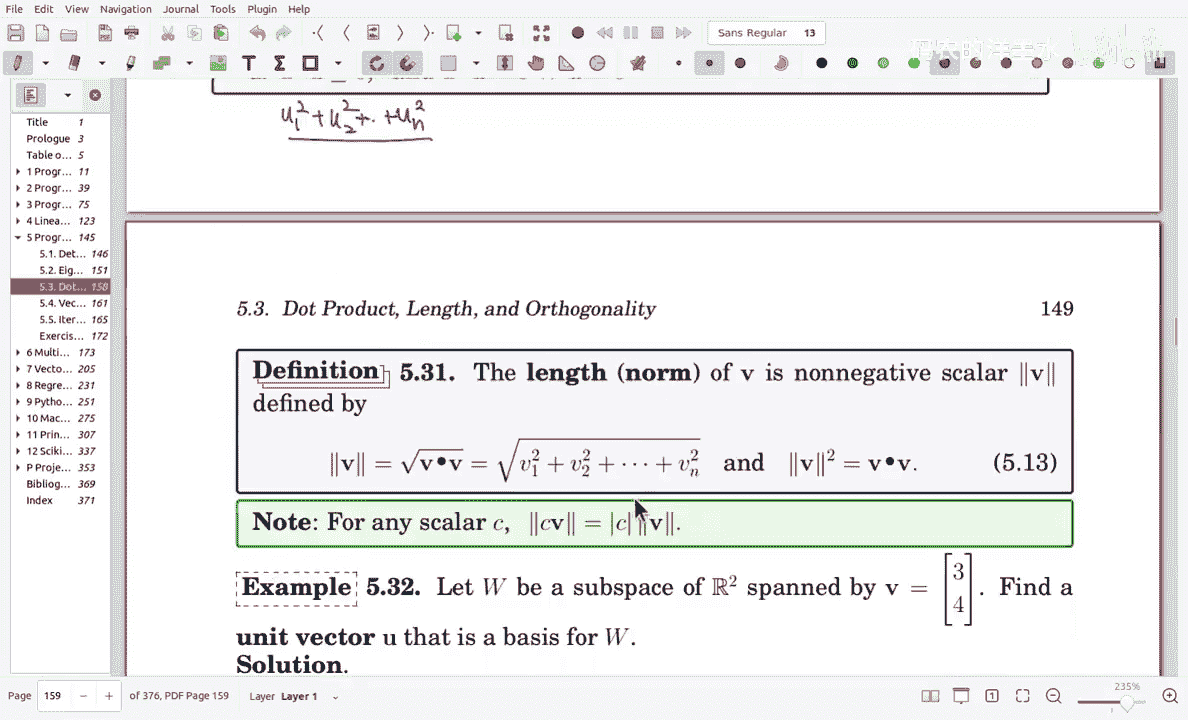 File Edit View Navigation Journal Tools Plugin Help
Sans Regular 13
Title 1
Prologue 3
Table o... 5
1 Progr... 11
2 Progr... 39
3 Progr... 75
4 Linea... 123
5 Progr... 145
5.1. Det... 146
5.2. Eig... 151
5.3. Dot... 158
5.4. Vec... 161
5.5. Iter... 165
Exercis... 172
6 Multi... 173
7 Vecto... 205
8 Regre... 231
9 Pytho... 251
10 Mac... 275
11 Prin... 307
12 Sciki... 337
P Proje... 353
Bibliog... 369
Index 371
u₁² + u₂² + ·· + uₙ²
5.3. Dot Product, Length, and Orthogonality 149
Definition 5.31. The length (norm) of v is nonnegative scalar ‖v‖
defined by
‖v‖ = √(v•v) = √(v₁² + v₂² + ⋯ + vₙ²) and ‖v‖² = v•v. (5.13)
Note: For any scalar c, ‖cv‖ = |c| ‖v‖.
Example 5.32. Let W be a subspace of ℝ² spanned by v = [3 4]. Find a
unit vector u that is a basis for W.
Solution.
Page 159 − + of 376, PDF Page 159 Layer Layer 1 235%